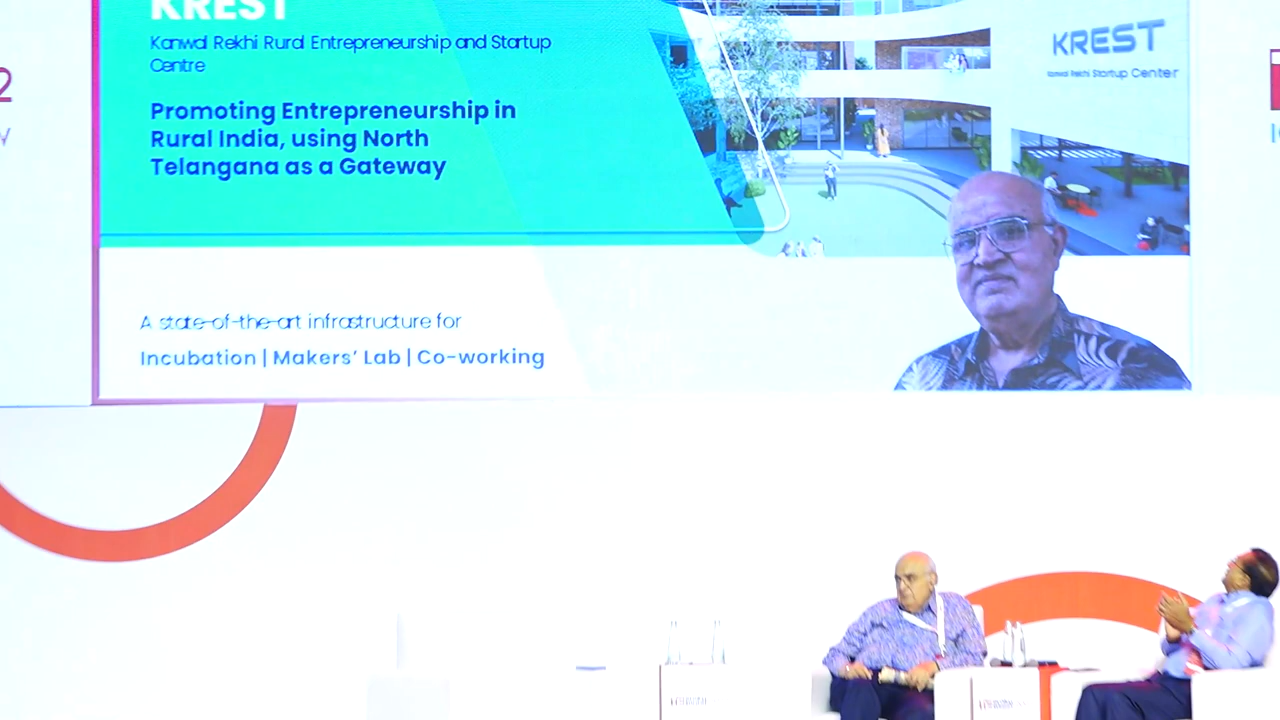 KREST
Kanwal Rekhi Rural Entrepreneurship and Startup
Centre
Promoting Entrepreneurship in
Rural India, using North
Telangana as a Gateway
A state-of-the-art infrastructure for
Incubation | Makers' Lab | Co-working
KREST
Kanwal Rekhi Startup Center
2